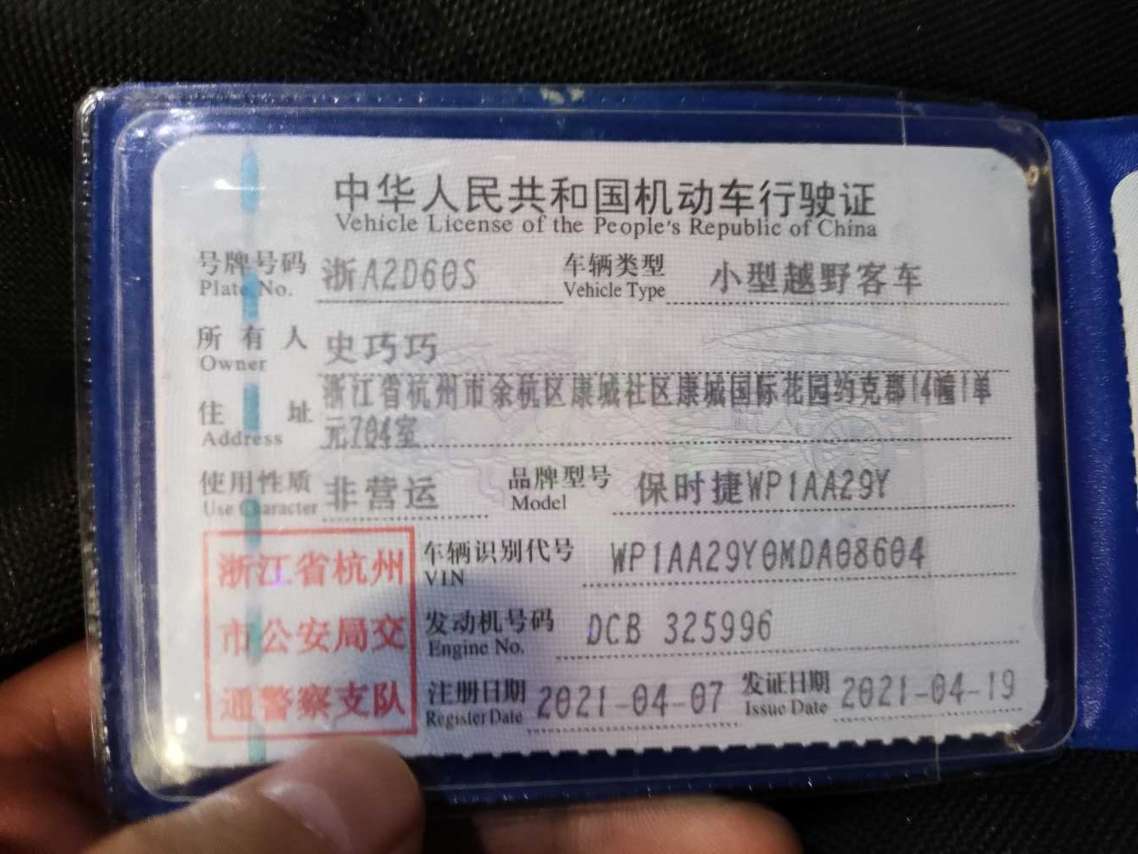 中华人民共和国机动车行驶证
Vehicle License of the People's Republic of China
号牌号码 浙A2D60S 车辆类型 小型越野客车
Plate No. Vehicle Type
所有人 史巧巧
Owner
住址 浙江省杭州市余杭区康城社区康城国际花园约克郡14幢1单
Address 元704室
使用性质 非营运 品牌型号 保时捷WP1AA29Y
Use Character Model
浙江省杭州 车辆识别代号 WP1AA29Y0MDA08604
VIN
市公安局交 发动机号码 DCB 325996
Engine No.
通警察支队 注册日期 2021-04-07 发证日期 2021-04-19
Register Date Issue Date